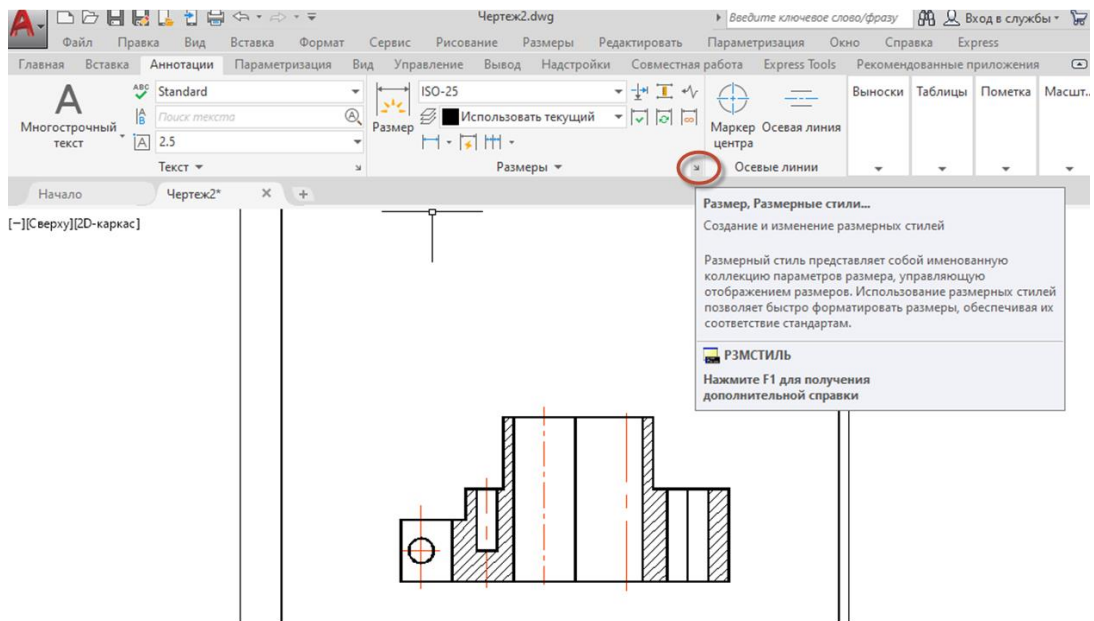 Чертеж2.dwg
Введите ключевое слово/фразу
Вход в службы
Файл Правка Вид Вставка Формат Сервис Рисование Размеры Редактировать Параметризация Окно Справка Express
Главная Вставка Аннотации Параметризация Вид Управление Вывод Надстройки Совместная работа Express Tools Рекомендованные приложения
A
Многострочный
текст
ABC
Standard
A
B
Поиск текста
A
A
2.5
Текст
Размер
ISO-25
Использовать текущий
Размеры
Маркер
центра
Осевая линия
Осевые линии
Выноски
Таблицы
Пометка
Масшт..
Начало
Чертеж2*
[−][Сверху][2D-каркас]
Размер, Размерные стили...
Создание и изменение размерных стилей
Размерный стиль представляет собой именованную
коллекцию параметров размера, управляющую
отображением размеров. Использование размерных стилей
позволяет быстро форматировать размеры, обеспечивая их
соответствие стандартам.
РЗМСТИЛЬ
Нажмите F1 для получения
дополнительной справки